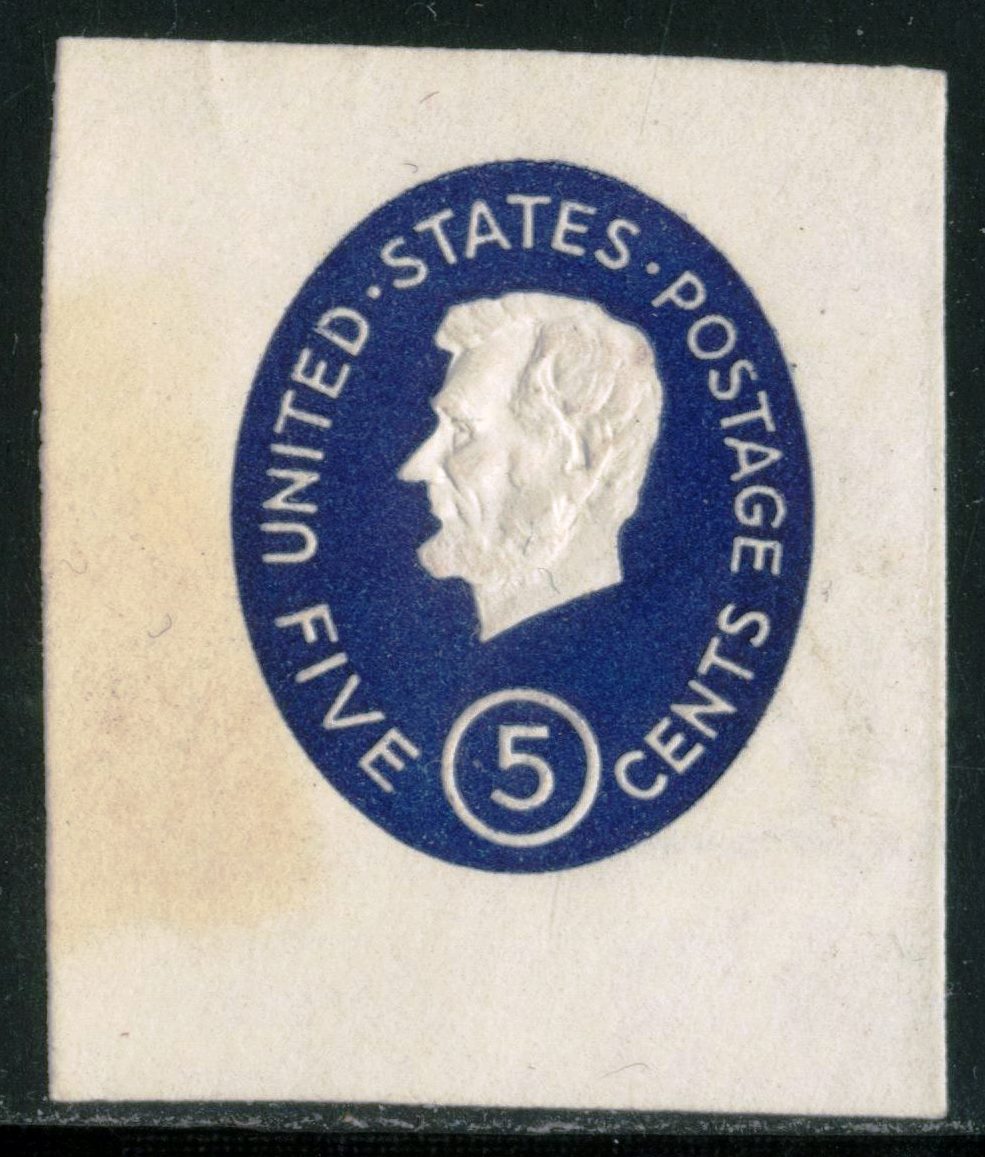 UNITED · STATES · POSTAGE
FIVE 5 CENTS